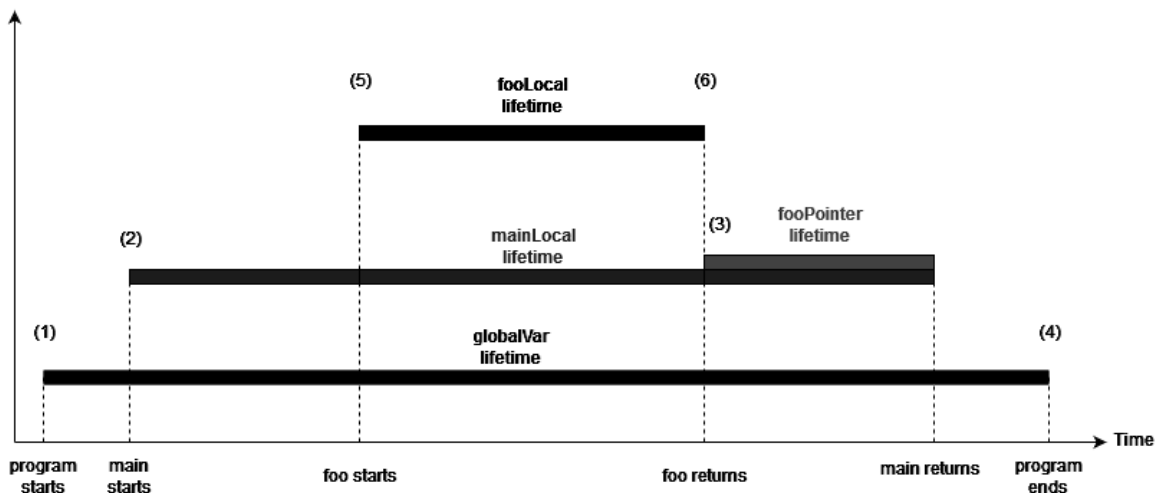 (5)
fooLocal
lifetime
(6)
(2)
mainLocal
lifetime
(3)
fooPointer
lifetime
(1)
globalVar
lifetime
(4)
Time
program
starts
main
starts
foo starts
foo returns
main returns
program
ends